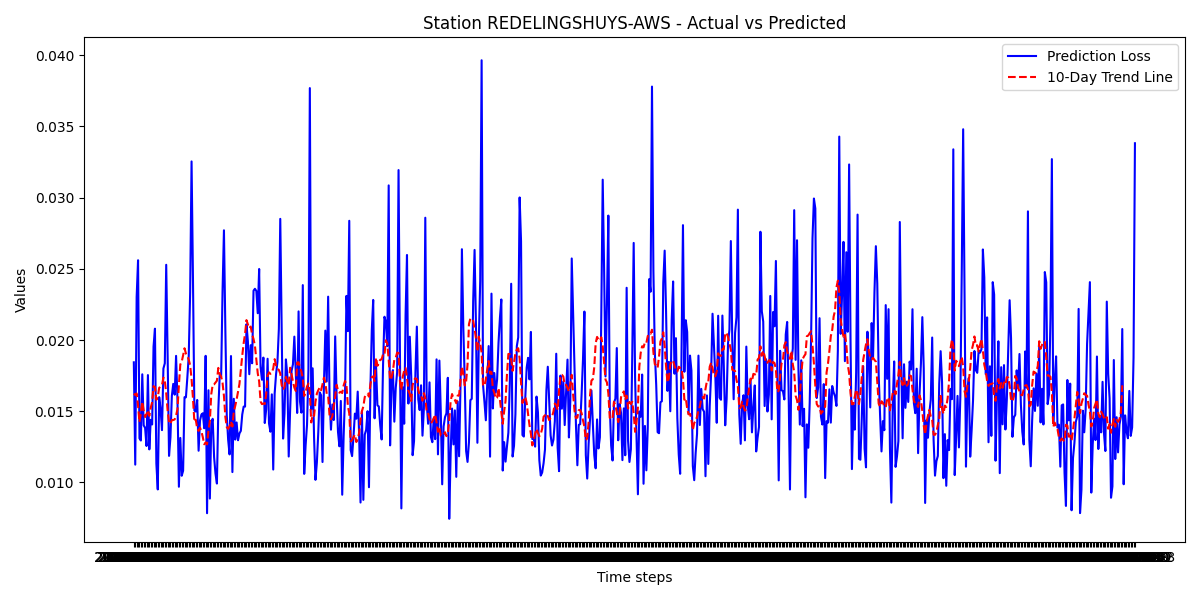 Station REDELINGSHUYS-AWS - Actual vs Predicted
Prediction Loss
10-Day Trend Line
Values
0.040
0.035
0.030
0.025
0.020
0.015
0.010
Time steps